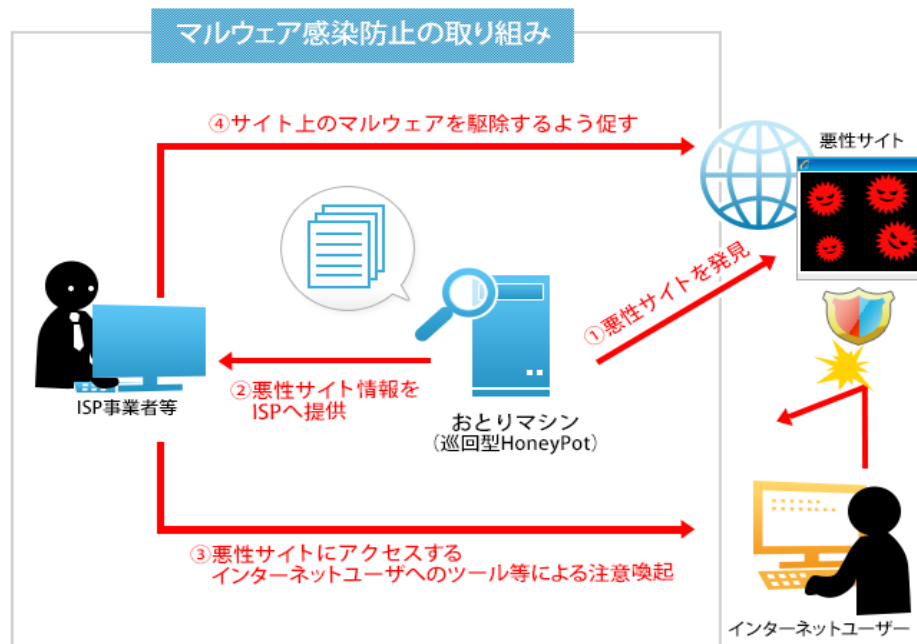 マルウェア感染防止の取り組み
④サイト上のマルウェアを駆除するよう促す
悪性サイト
①悪性サイトを発見
ISP事業者等
②悪性サイト情報を
ISPへ提供
おとりマシン
（巡回型HoneyPot）
③悪性サイトにアクセスする
インターネットユーザへのツール等による注意喚起
インターネットユーザー